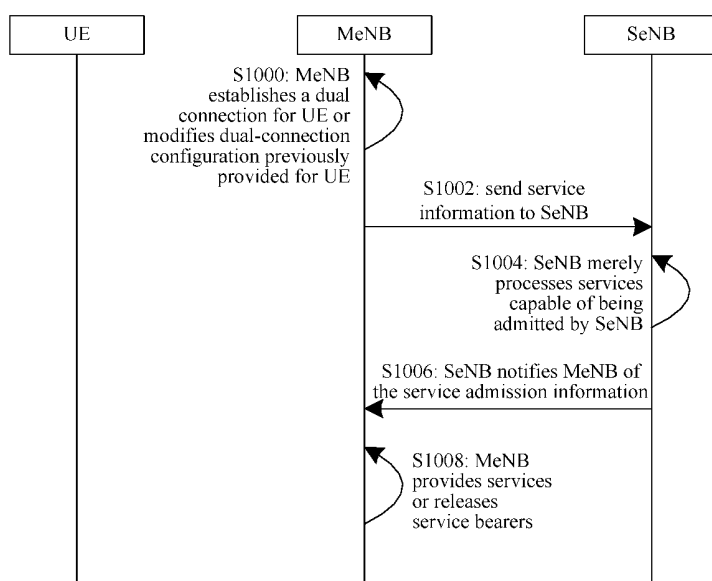 UE
MeNB
SeNB
S1000: MeNB
establishes a dual
connection for UE or
modifies dual-connection
configuration previously
provided for UE
S1002: send service
information to SeNB
S1004: SeNB merely
processes services
capable of being
admitted by SeNB
S1006: SeNB notifies MeNB of
the service admission information
S1008: MeNB
provides services
or releases
service bearers